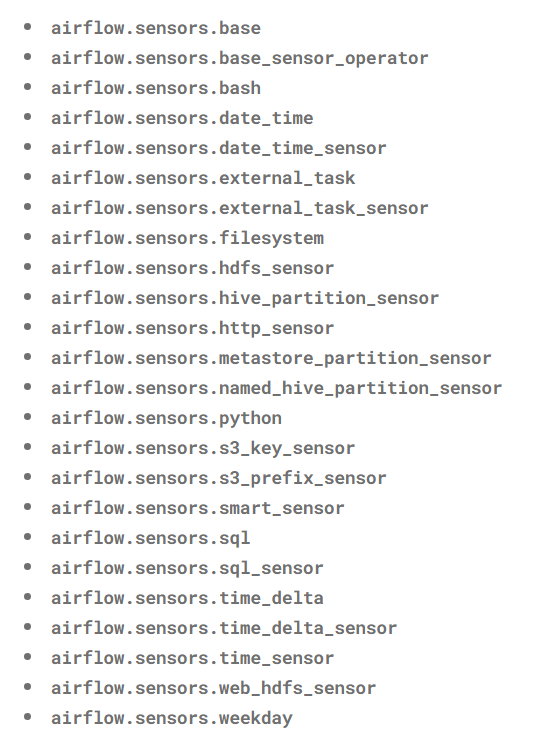 airflow.sensors.base
airflow.sensors.base_sensor_operator
airflow.sensors.bash
airflow.sensors.date_time
airflow.sensors.date_time_sensor
airflow.sensors.external_task
airflow.sensors.external_task_sensor
airflow.sensors.filesystem
airflow.sensors.hdfs_sensor
airflow.sensors.hive_partition_sensor
airflow.sensors.http_sensor
airflow.sensors.metastore_partition_sensor
airflow.sensors.named_hive_partition_sensor
airflow.sensors.python
airflow.sensors.s3_key_sensor
airflow.sensors.s3_prefix_sensor
airflow.sensors.smart_sensor
airflow.sensors.sql
airflow.sensors.sql_sensor
airflow.sensors.time_delta
airflow.sensors.time_delta_sensor
airflow.sensors.time_sensor
airflow.sensors.web_hdfs_sensor
airflow.sensors.weekday